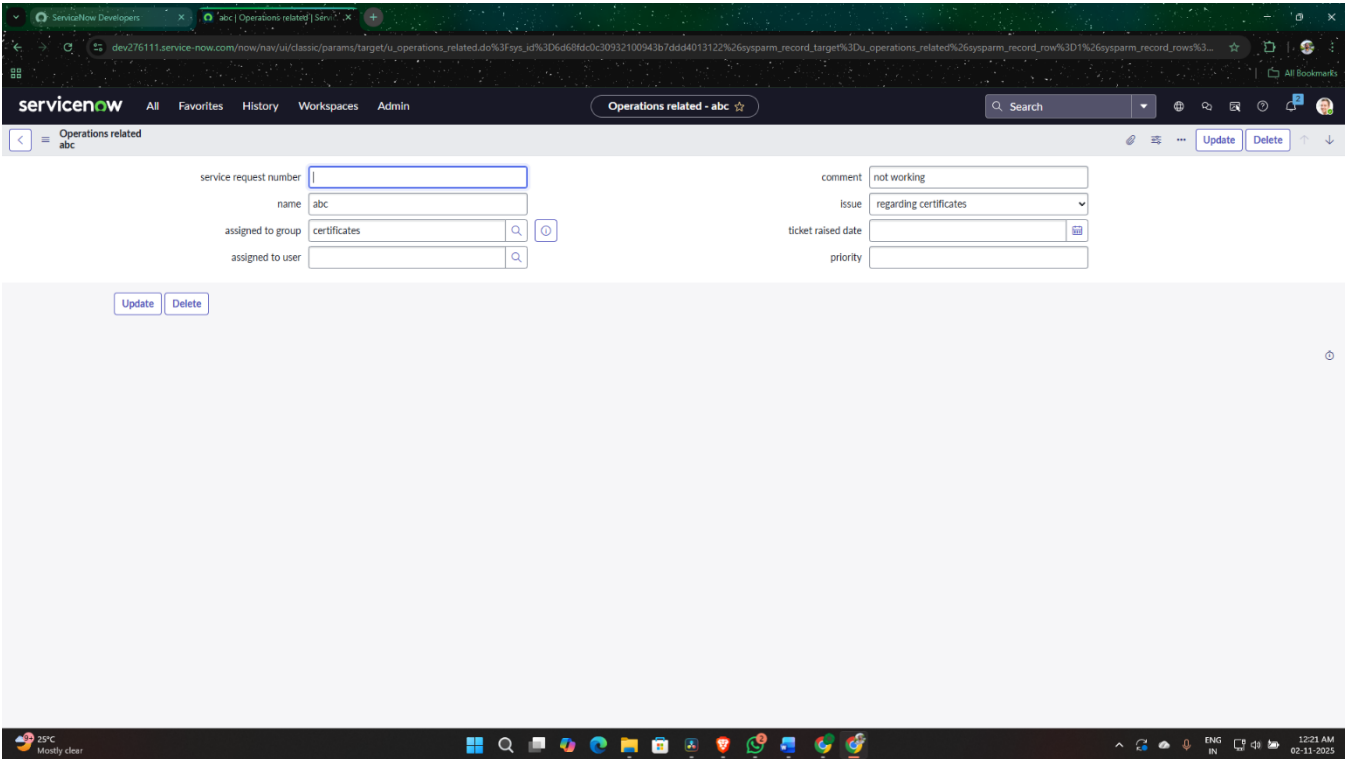 ServiceNow Developers
abc | Operations related | Servi
dev276111.service-now.com/now/nav/ui/classic/params/target/u_operations_related.do%3Fsys_id%3D6d68fdc0c30932100943b7ddd4013122%26sysparm_record_target%3Du_operations_related%26sysparm_record_row%3D1%26sysparm_record_rows%3...
All Bookmarks
servicenow All Favorites History Workspaces Admin
Operations related - abc
Search
2
Operations related
abc
Update Delete
service request number
comment not working
name abc
issue regarding certificates
assigned to group certificates
ticket raised date
assigned to user
priority
Update Delete
9+
25°C
Mostly clear
2
ENG
IN
12:21 AM
02-11-2025